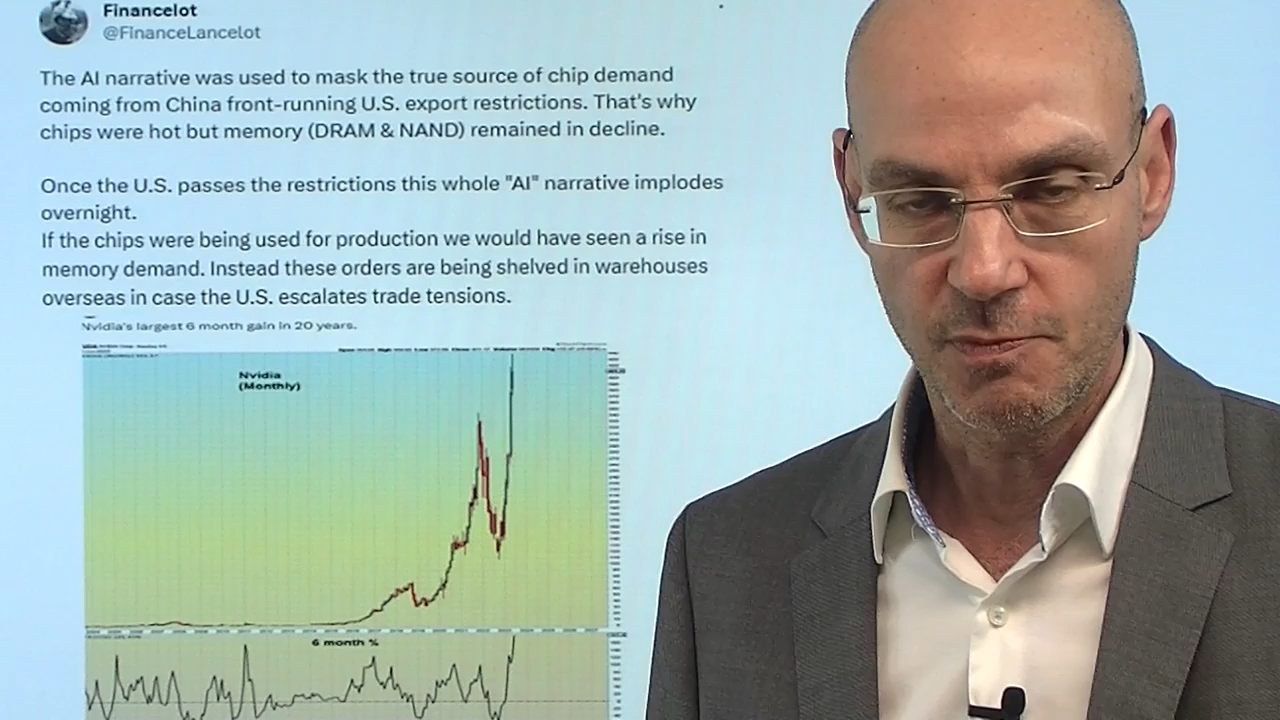 Financelot
@FinanceLancelot
The AI narrative was used to mask the true source of chip demand
coming from China front-running U.S. export restrictions. That's why
chips were hot but memory (DRAM & NAND) remained in decline.
Once the U.S. passes the restrictions this whole "AI" narrative implodes
overnight.
If the chips were being used for production we would have seen a rise in
memory demand. Instead these orders are being shelved in warehouses
overseas in case the U.S. escalates trade tensions.
Nvidia's largest 6 month gain in 20 years.
Nvidia
(Monthly)
6 month %